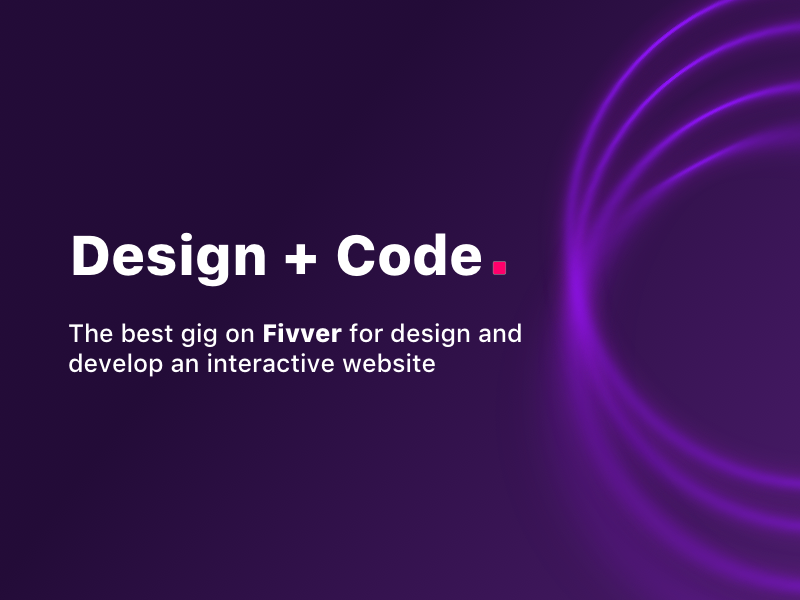 Design + Code.
The best gig on Fivver for design and
develop an interactive website